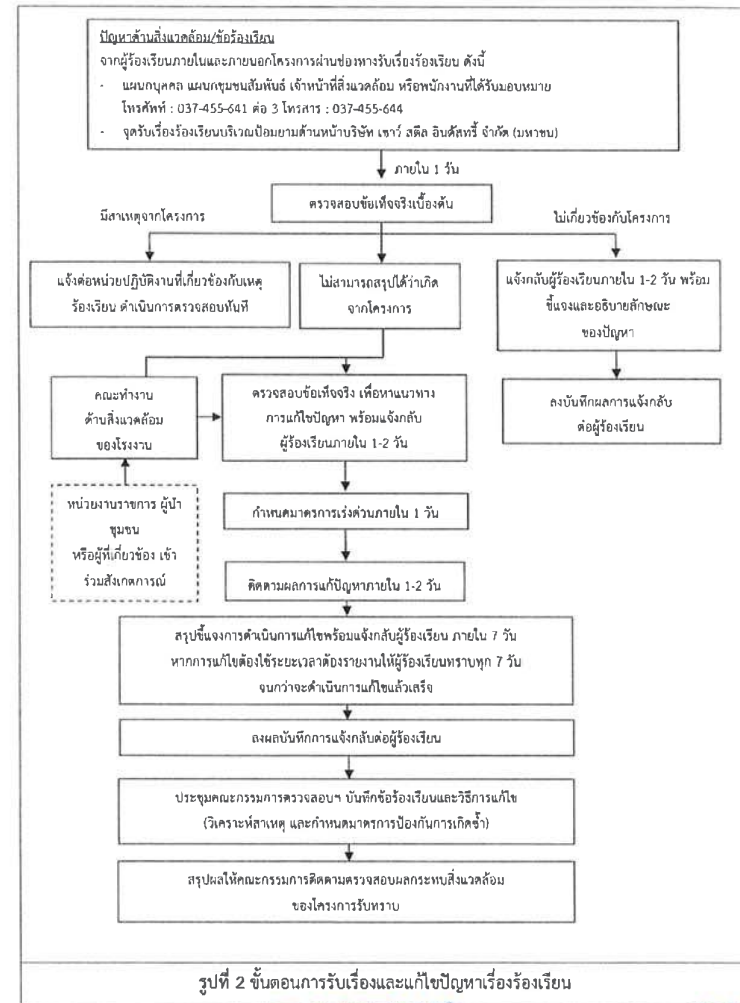 ปัญหาด้านสิ่งแวดล้อม/ข้อร้องเรียน
จากผู้ร้องเรียนภายในและภายนอกโครงการผ่านช่องทางรับเรื่องร้องเรียน ดังนี้
- แผนกบุคคล แผนกชุมชนสัมพันธ์ เจ้าหน้าที่สิ่งแวดล้อม หรือพนักงานที่ได้รับมอบหมาย
โทรศัพท์ : 037-455-641 ต่อ 3 โทรสาร : 037-455-644
- จุดรับเรื่องร้องเรียนบริเวณป้อมยามด้านหน้าบริษัท เชาว์ สตีล อินดัสทรี้ จำกัด (มหาชน)
ภายใน 1 วัน
ตรวจสอบข้อเท็จจริงเบื้องต้น
มีสาเหตุจากโครงการ
ไม่เกี่ยวข้องกับโครงการ
แจ้งต่อหน่วยปฏิบัติงานที่เกี่ยวข้องกับเหตุ
ร้องเรียน ดำเนินการตรวจสอบทันที
ไม่สามารถสรุปได้ว่าเกิด
จากโครงการ
แจ้งกลับผู้ร้องเรียนภายใน 1-2 วัน พร้อม
ชี้แจงและอธิบายลักษณะ
ของปัญหา
คณะทำงาน
ด้านสิ่งแวดล้อม
ของโรงงาน
ตรวจสอบข้อเท็จจริง เพื่อหาแนวทาง
การแก้ไขปัญหา พร้อมแจ้งกลับ
ผู้ร้องเรียนภายใน 1-2 วัน
ลงบันทึกผลการแจ้งกลับ
ต่อผู้ร้องเรียน
หน่วยงานราชการ ผู้นำ
ชุมชน
หรือผู้ที่เกี่ยวข้อง เข้า
ร่วมสังเกตการณ์
กำหนดมาตรการเร่งด่วนภายใน 1 วัน
ติดตามผลการแก้ปัญหาภายใน 1-2 วัน
สรุปชี้แจงการดำเนินการแก้ไขพร้อมแจ้งกลับผู้ร้องเรียน ภายใน 7 วัน
หากการแก้ไขต้องใช้ระยะเวลาต้องรายงานให้ผู้ร้องเรียนทราบทุก 7 วัน
จนกว่าจะดำเนินการแก้ไขแล้วเสร็จ
ลงผลบันทึกการแจ้งกลับต่อผู้ร้องเรียน
ประชุมคณะกรรมการตรวจสอบฯ บันทึกข้อร้องเรียนและวิธีการแก้ไข
(วิเคราะห์สาเหตุ และกำหนดมาตรการป้องกันการเกิดซ้ำ)
สรุปผลให้คณะกรรมการติดตามตรวจสอบผลกระทบสิ่งแวดล้อม
ของโครงการรับทราบ
รูปที่ 2 ขั้นตอนการรับเรื่องและแก้ไขปัญหาเรื่องร้องเรียน